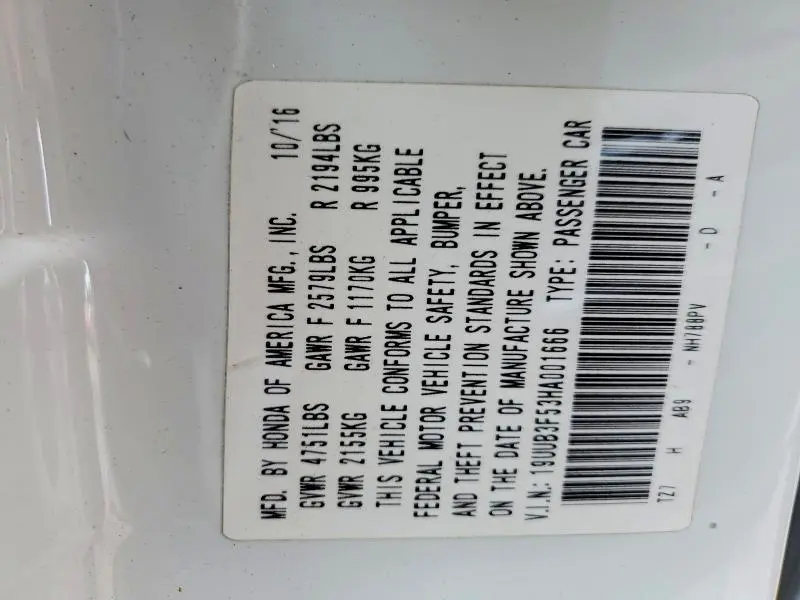 MFD. BY HONDA OF AMERICA MFG., INC. 10/'16
GVWR 4751LBS GAWR F 2579LBS R 2194LBS
GVWR 2155KG GAWR F 1170KG R 995KG
THIS VEHICLE CONFORMS TO ALL APPLICABLE
FEDERAL MOTOR VEHICLE SAFETY, BUMPER,
AND THEFT PREVENTION STANDARDS IN EFFECT
ON THE DATE OF MANUFACTURE SHOWN ABOVE.
V.I.N.: 19UUB3F53HA001666 TYPE: PASSENGER CAR
TZ7 H AB9 - NH788PV - D - A